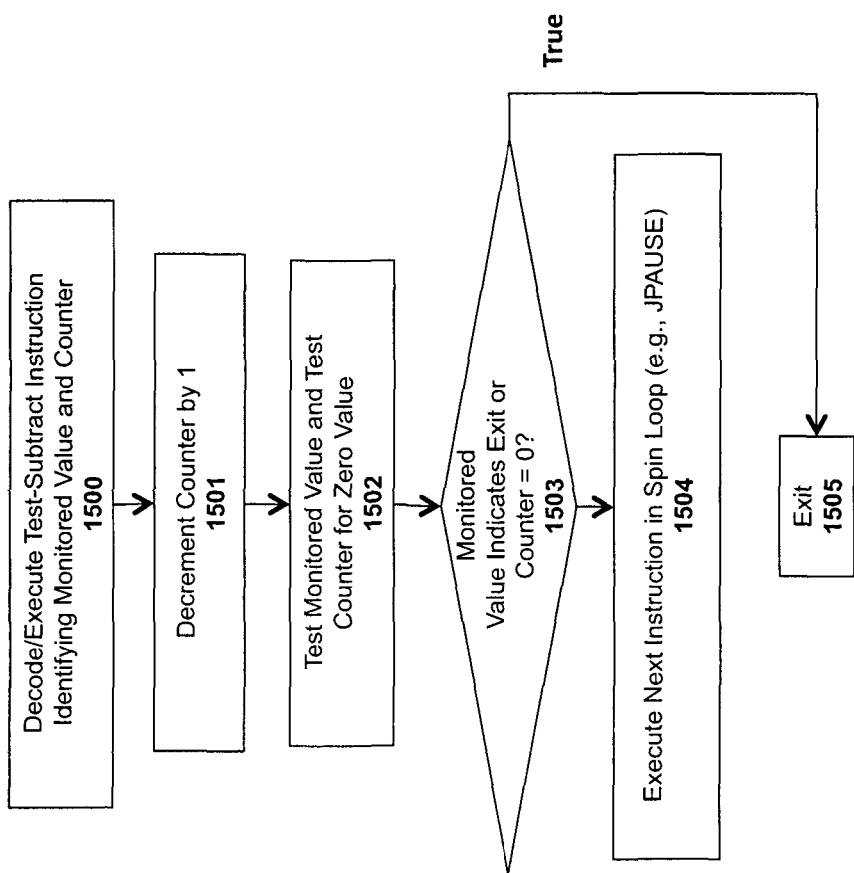 Decode/Execute Test-Subtract Instruction
Identifying Monitored Value and Counter
1500
Decrement Counter by 1
1501
Test Monitored Value and Test
Counter for Zero Value
1502
Monitored
Value Indicates Exit or
Counter = 0?
1503
True
Execute Next Instruction in Spin Loop (e.g., JPAUSE)
1504
Exit
1505